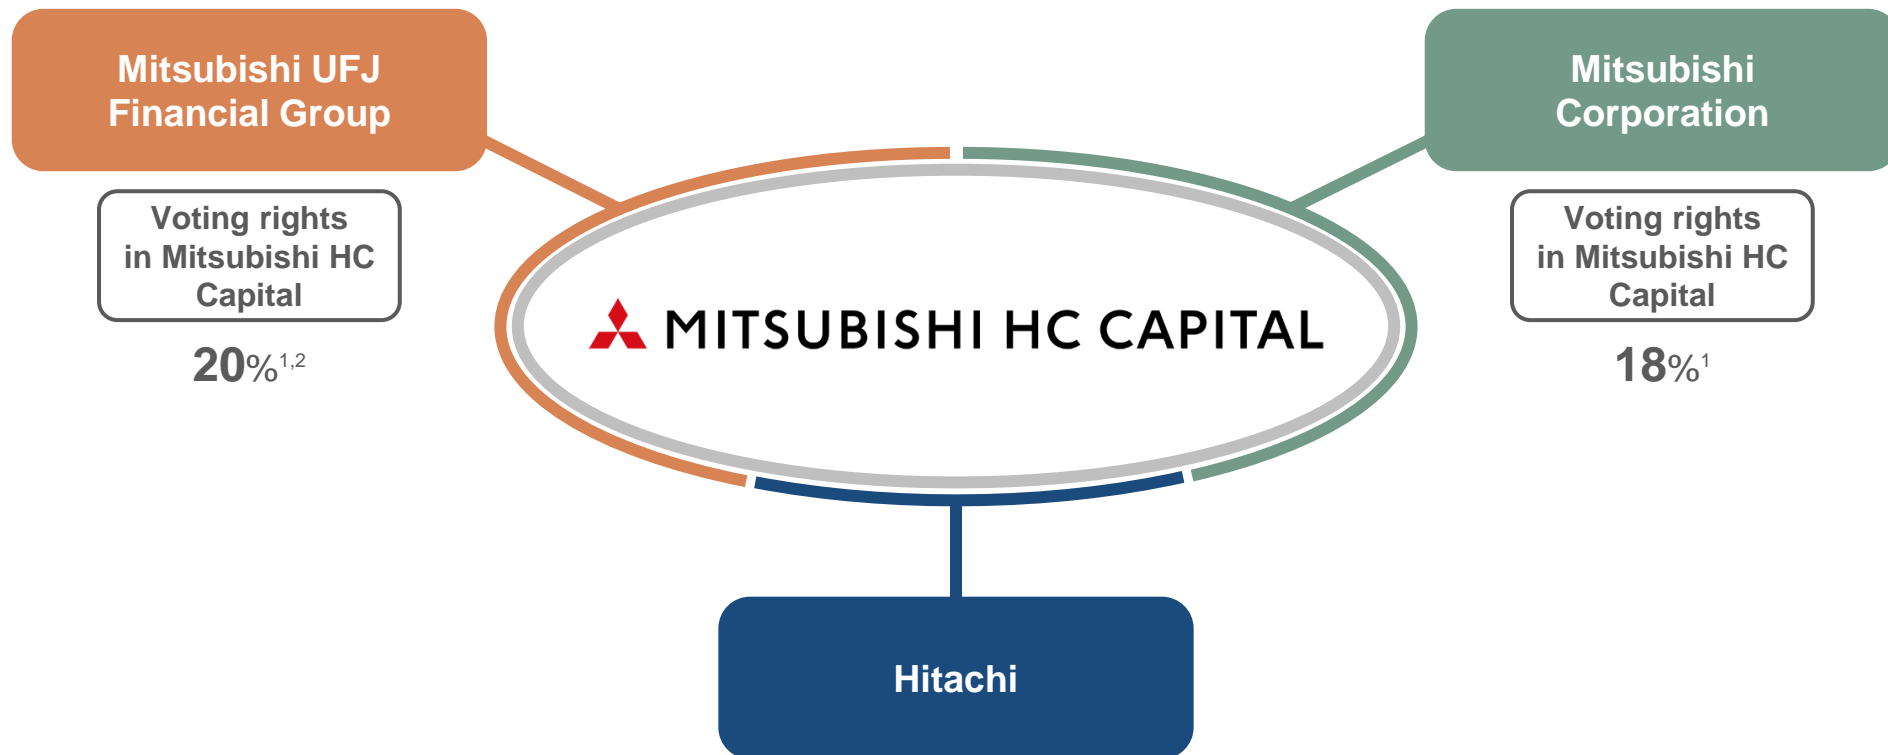 Mitsubishi UFJ
Financial Group
Voting rights
in Mitsubishi HC
Capital
20%1,2
Mitsubishi
Corporation
Voting rights
in Mitsubishi HC
Capital
18%1
MITSUBISHI HC CAPITAL
Hitachi